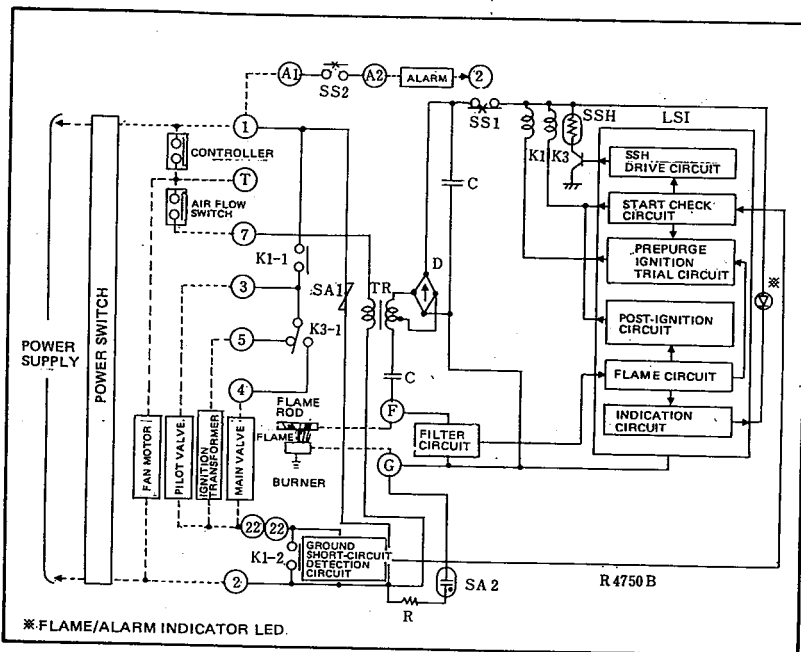 A1
SS2
A2
ALARM
2
1
SS1
SSH
LSI
CONTROLLER
T
AIR FLOW
SWITCH
7
K1
K3
C
SSH
DRIVE CIRCUIT
START CHECK
CIRCUIT
PREPURGE
IGNITION
TRIAL CIRCUIT
※
K1-1
D
3
SA1
TR
K3-1
5
POST-IGNITION
CIRCUIT
POWER
SUPPLY
POWER SWITCH
4
C
FLAME
ROD
F
FLAME CIRCUIT
FLAME
FILTER
CIRCUIT
INDICATION
CIRCUIT
G
BURNER
FAN MOTOR
PILOT VALVE
IGNITION
TRANSFORMER
MAIN VALVE
22
22
K1-2
GROUND
SHORT-CIRCUIT
DETECTION
CIRCUIT
2
SA2
R4750B
R
※FLAME/ALARM INDICATOR LED.